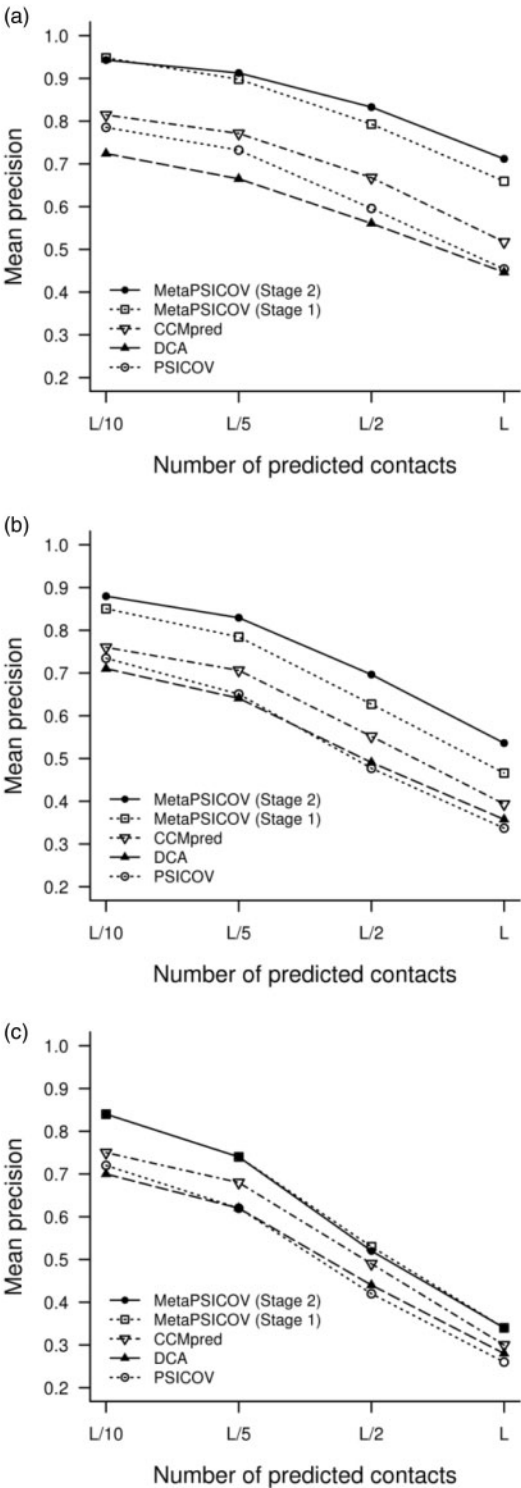 (a)
1.0
0.9
0.8
0.7
0.6
0.5
0.4
0.3
0.2
Mean precision
MetaPSICOV (Stage 2)
MetaPSICOV (Stage 1)
CCMpred
DCA
PSICOV
L/10 L/5 L/2 L
Number of predicted contacts
(b)
1.0
0.9
0.8
0.7
0.6
0.5
0.4
0.3
0.2
Mean precision
MetaPSICOV (Stage 2)
MetaPSICOV (Stage 1)
CCMpred
DCA
PSICOV
L/10 L/5 L/2 L
Number of predicted contacts
(c)
1.0
0.9
0.8
0.7
0.6
0.5
0.4
0.3
0.2
Mean precision
MetaPSICOV (Stage 2)
MetaPSICOV (Stage 1)
CCMpred
DCA
PSICOV
L/10 L/5 L/2 L
Number of predicted contacts